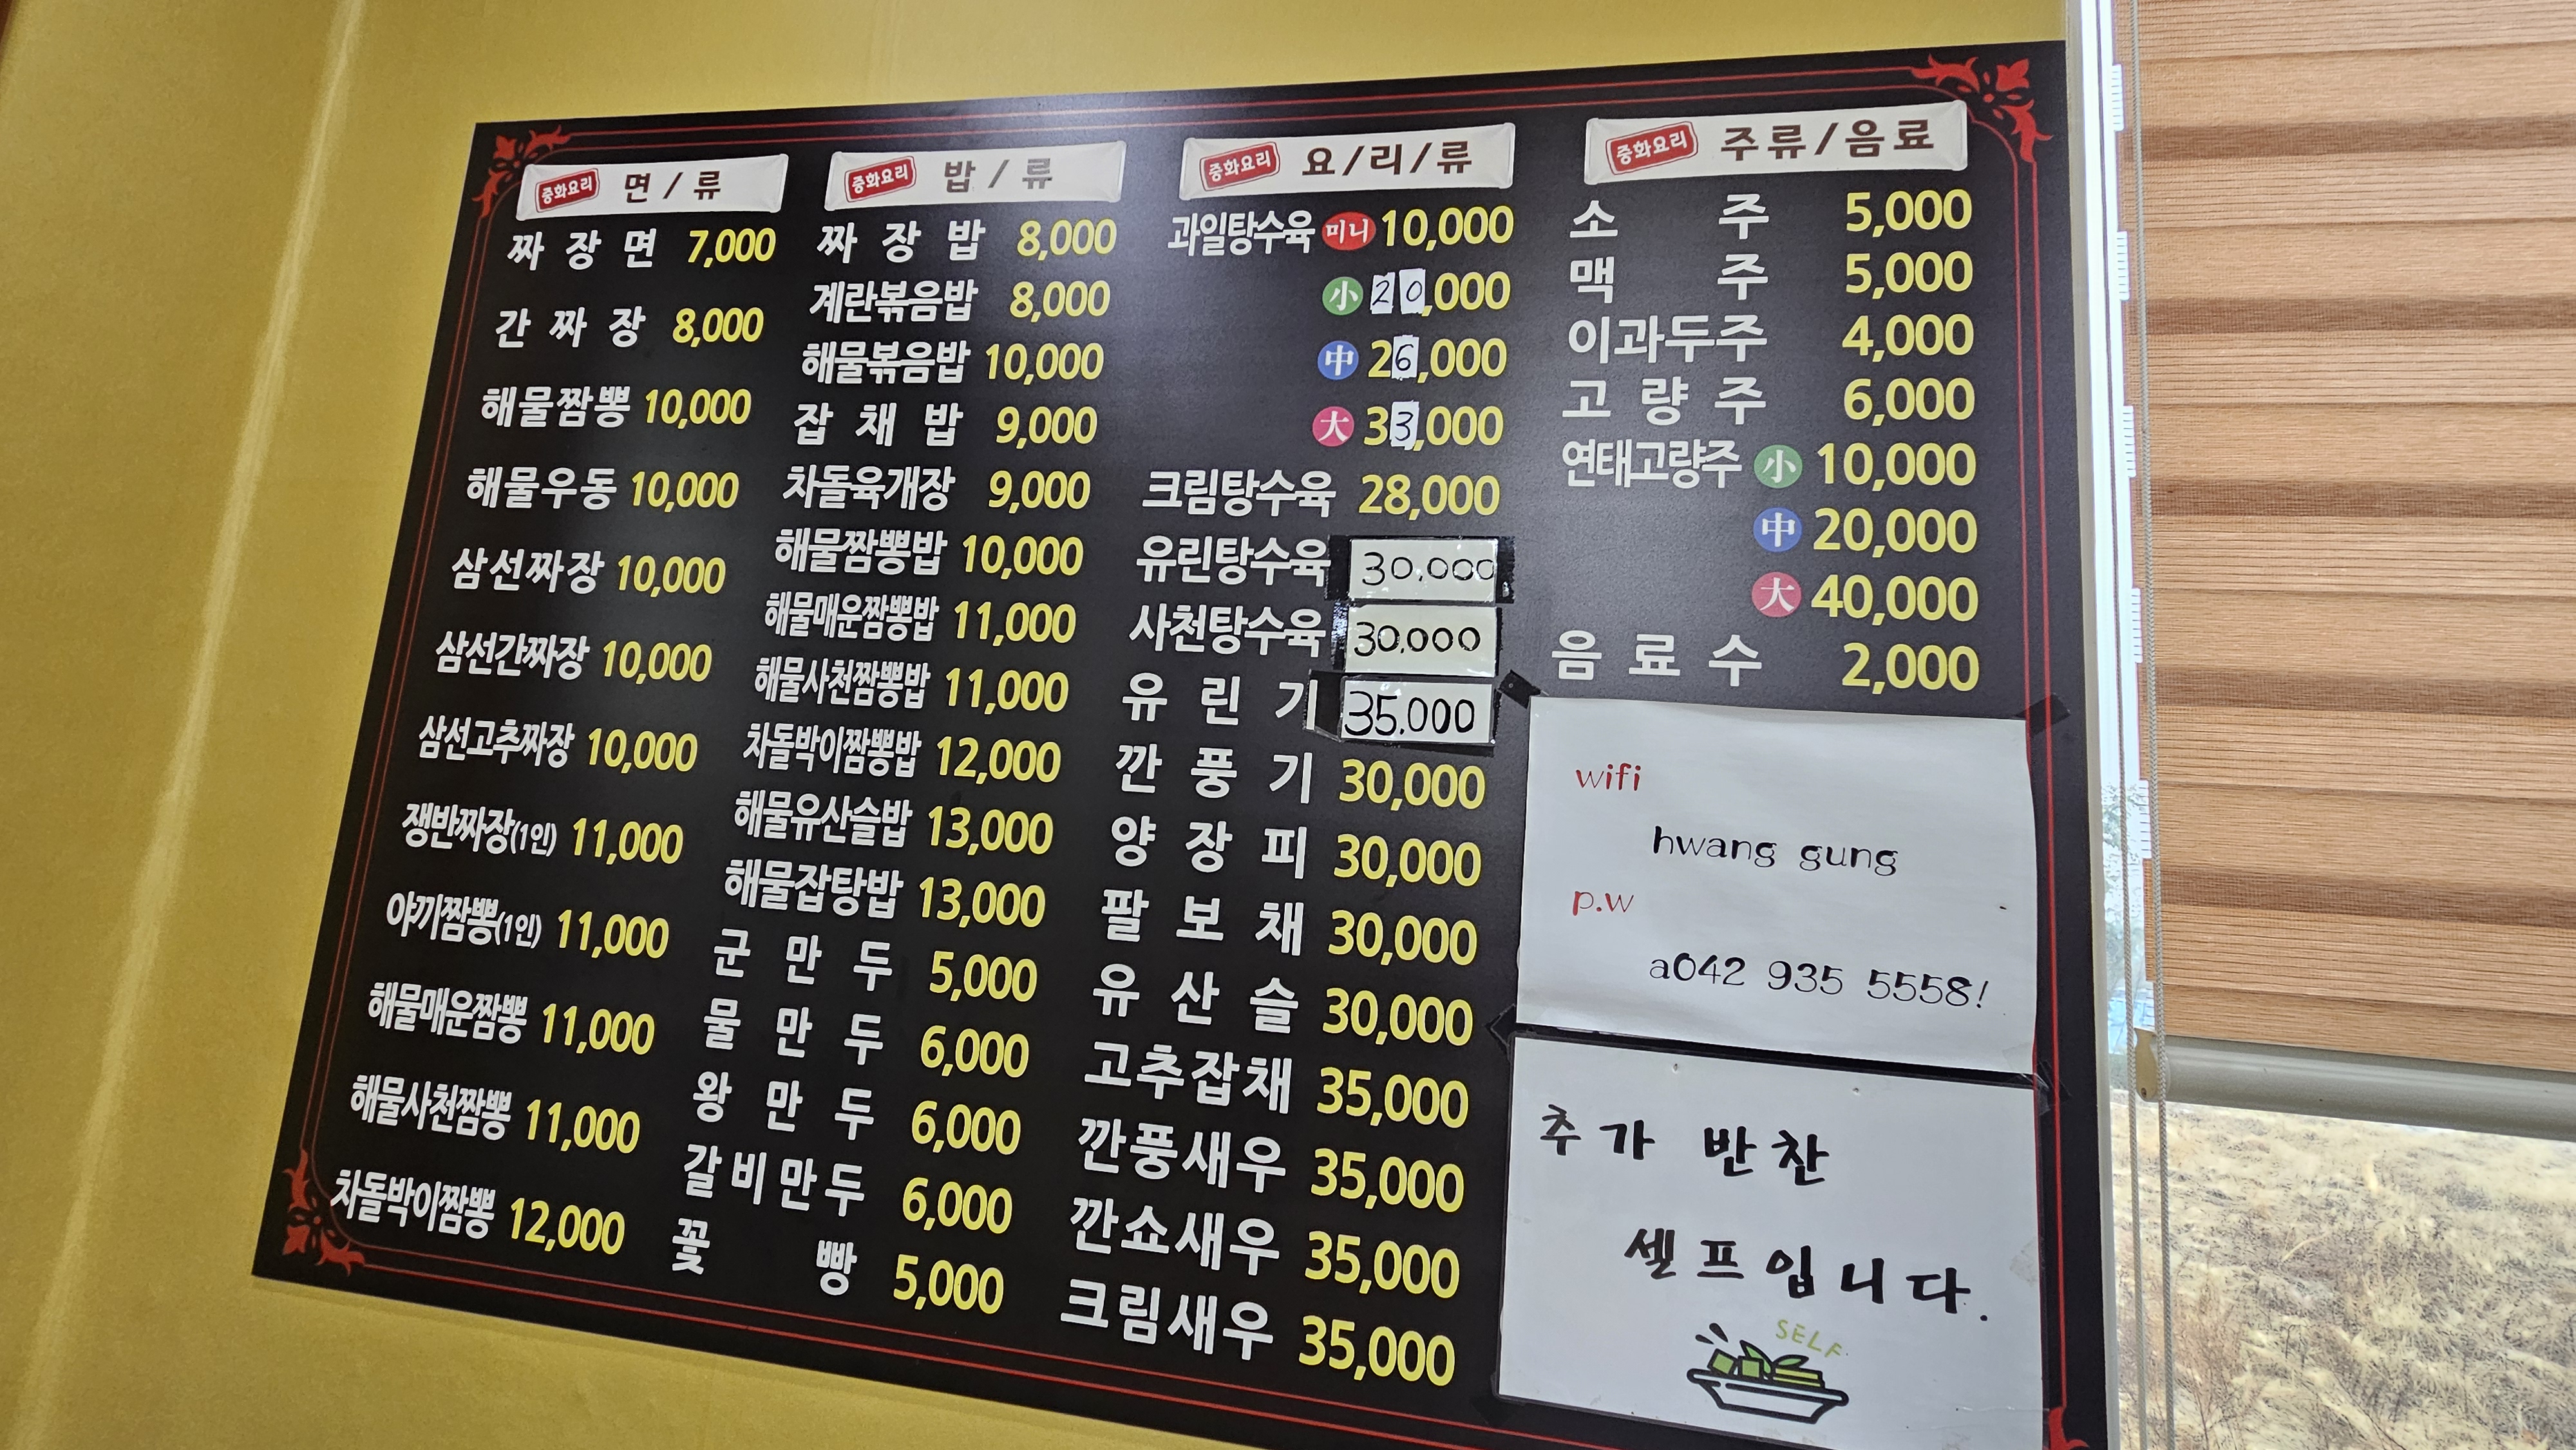 중화요리 면/류
짜장면 7,000
간짜장 8,000
해물짬뽕 10,000
해물우동 10,000
삼선짜장 10,000
삼선간짜장 10,000
삼선고추짜장 10,000
쟁반짜장(1인) 11,000
야끼짬뽕(1인) 11,000
해물매운짬뽕 11,000
해물사천짬뽕 11,000
차돌박이짬뽕 12,000
중화요리 밥/류
짜장밥 8,000
계란볶음밥 8,000
해물볶음밥 10,000
잡채밥 9,000
차돌육개장 9,000
해물짬뽕밥 10,000
해물매운짬뽕밥 11,000
해물사천짬뽕밥 11,000
차돌박이짬뽕밥 12,000
해물유산슬밥 13,000
해물잡탕밥 13,000
군만두 5,000
물만두 6,000
왕만두 6,000
갈비만두 6,000
꽃빵 5,000
중화요리 요/리/류
과일탕수육 미니 10,000
小 20,000
中 26,000
大 33,000
크림탕수육 28,000
유린탕수육 30,000
사천탕수육 30,000
유린기 35,000
깐풍기 30,000
양장피 30,000
팔보채 30,000
유산슬 30,000
고추잡채 35,000
깐풍새우 35,000
깐쇼새우 35,000
크림새우 35,000
중화요리 주류/음료
소주 5,000
맥주 5,000
이과두주 4,000
고량주 6,000
연태고량주 小 10,000
中 20,000
大 40,000
음료수 2,000
wifi
hwang gung
p.w
a042 935 5558!
추가 반찬
셀프입니다.
SELF